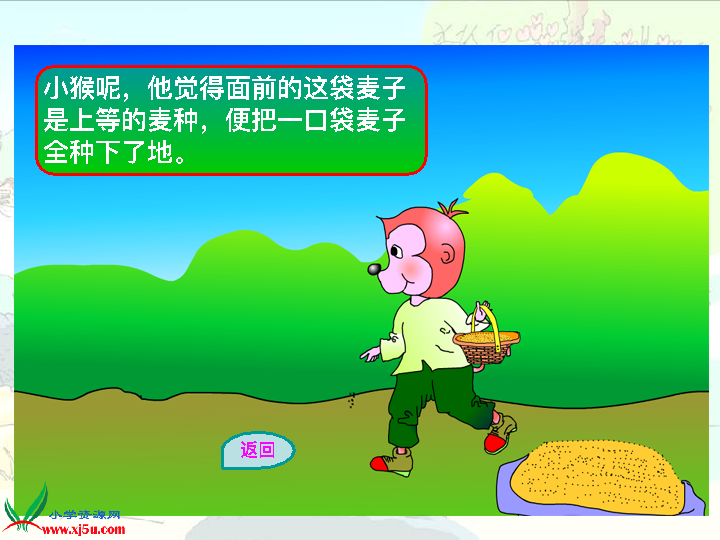 小猴呢，他觉得面前的这袋麦子
是上等的麦种，便把一口袋麦子
全种下了地。
返回
小学资源网
www.xj5u.com